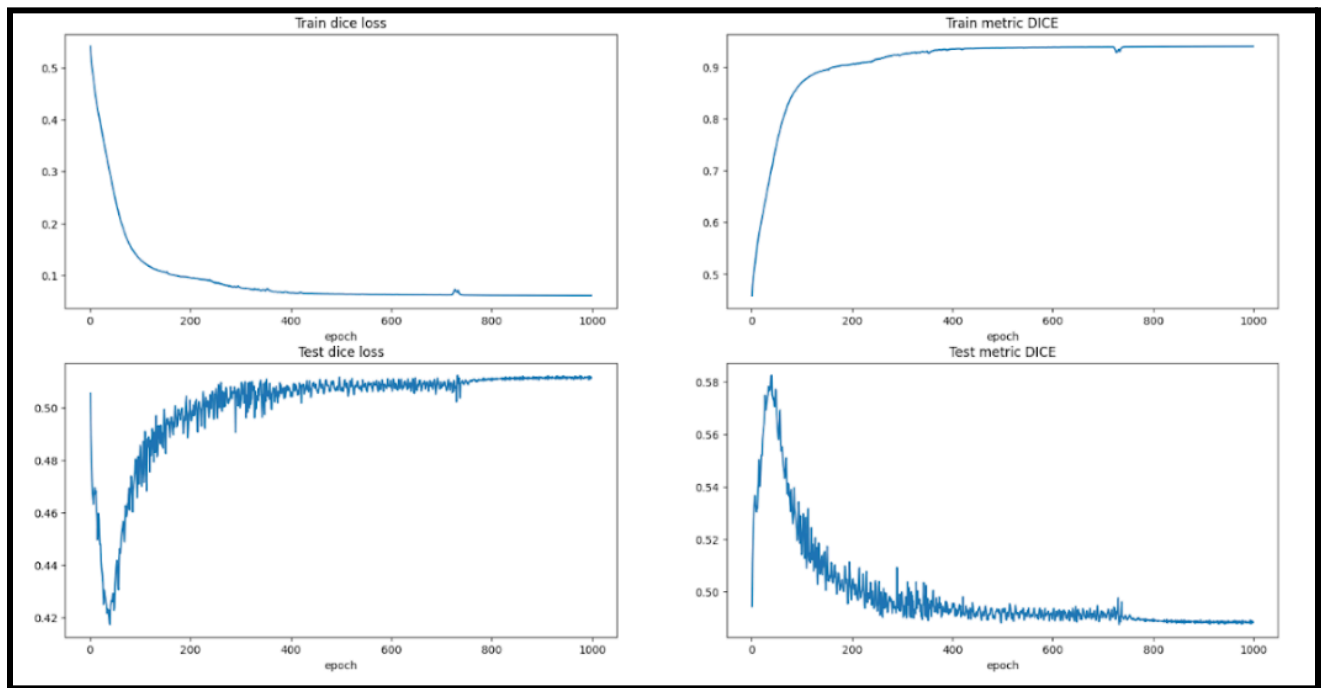 Train dice loss
0.5
0.4
0.3
0.2
0.1
0 200 400 600 800 1000
epoch
Train metric DICE
0.9
0.8
0.7
0.6
0.5
0 200 400 600 800 1000
epoch
Test dice loss
0.50
0.48
0.46
0.44
0.42
0 200 400 600 800 1000
epoch
Test metric DICE
0.58
0.56
0.54
0.52
0.50
0 200 400 600 800 1000
epoch